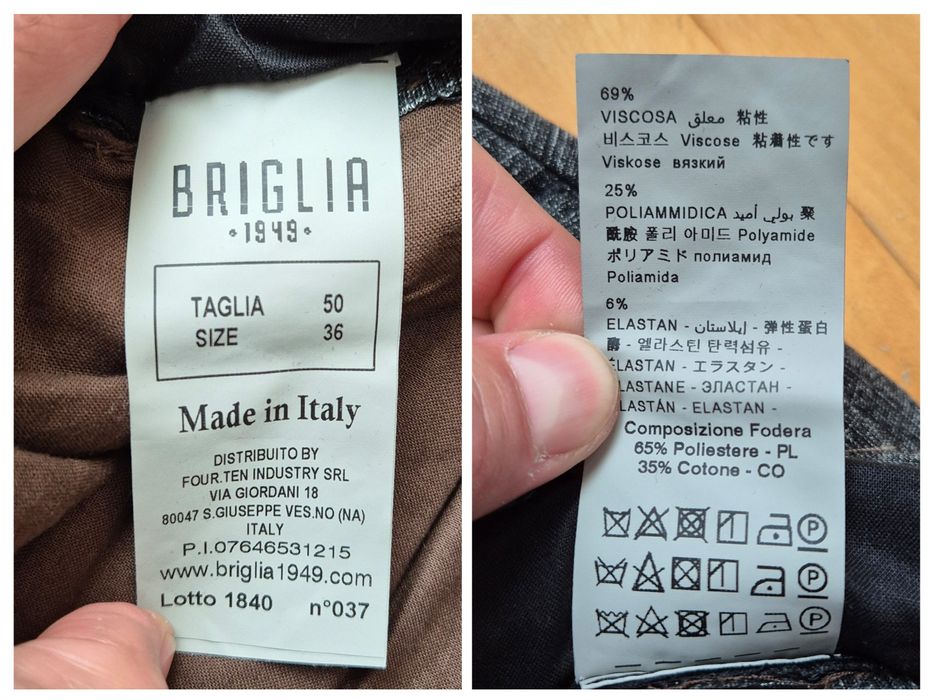 BRIGLIA
•1949•
TAGLIA 50
SIZE 36
Made in Italy
DISTRIBUITO BY
FOUR.TEN INDUSTRY SRL
VIA GIORDANI 18
80047 S.GIUSEPPE VES.NO (NA)
ITALY
P.I.07646531215
www.briglia1949.com
Lotto 1840 n°037
69%
VISCOSA معلق 粘性
비스코스 Viscose 粘着性です
Viskose вязкий
25%
POLIAMMIDICA بولي أميد 聚
酰胺 폴리 아미드 Polyamide
ポリアミド полиамид
Poliamida
6%
ELASTAN - إيلاستان - 弹性蛋白
酶 - 엘라스틴 탄력섬유 -
ELASTAN - エラスタン -
ELASTANE - ЭЛАСТАН -
ELASTÁN - ELASTAN -
Composizione Fodera
65% Poliestere - PL
35% Cotone - CO
P
P
P